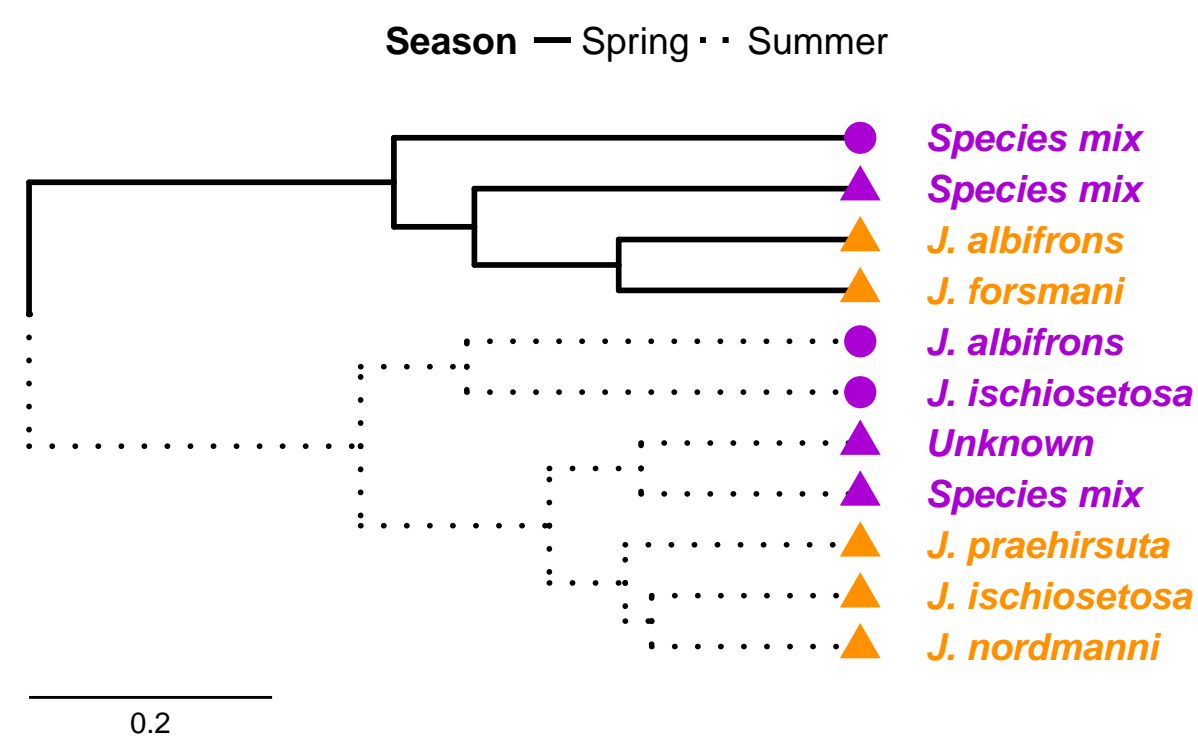 Season Spring Summer
Species mix
Species mix
J. albifrons
J. forsmani
J. albifrons
J. ischiosetosa
Unknown
Species mix
J. praehirsuta
J. ischiosetosa
J. nordmanni
0.2